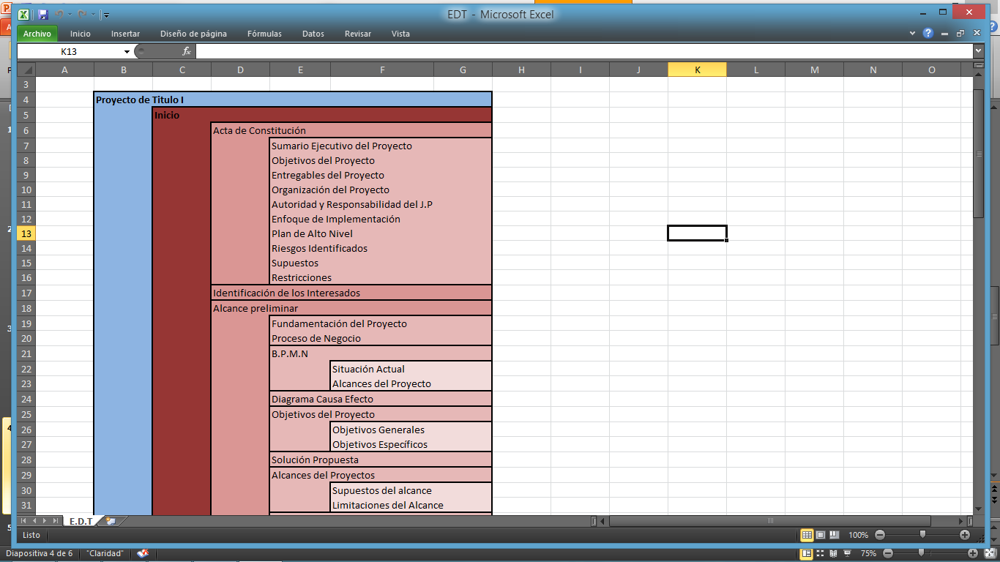 EDT - Microsoft Excel
Archivo Inicio Insertar Diseño de página Fórmulas Datos Revisar Vista
K13 fx
A B C D E F G H I J K L M N O
3
4 Proyecto de Titulo I
5 Inicio
6 Acta de Constitución
7 Sumario Ejecutivo del Proyecto
8 Objetivos del Proyecto
9 Entregables del Proyecto
10 Organización del Proyecto
11 Autoridad y Responsabilidad del J.P
12 Enfoque de Implementación
13 Plan de Alto Nivel
14 Riesgos Identificados
15 Supuestos
16 Restricciones
17 Identificación de los Interesados
18 Alcance preliminar
19 Fundamentación del Proyecto
20 Proceso de Negocio
21 B.P.M.N
22 Situación Actual
23 Alcances del Proyecto
24 Diagrama Causa Efecto
25 Objetivos del Proyecto
26 Objetivos Generales
27 Objetivos Específicos
28 Solución Propuesta
29 Alcances del Proyectos
30 Supuestos del alcance
31 Limitaciones del Alcance
E.D.T
Listo 100%
Diapositiva 4 de 6 "Claridad" 75%